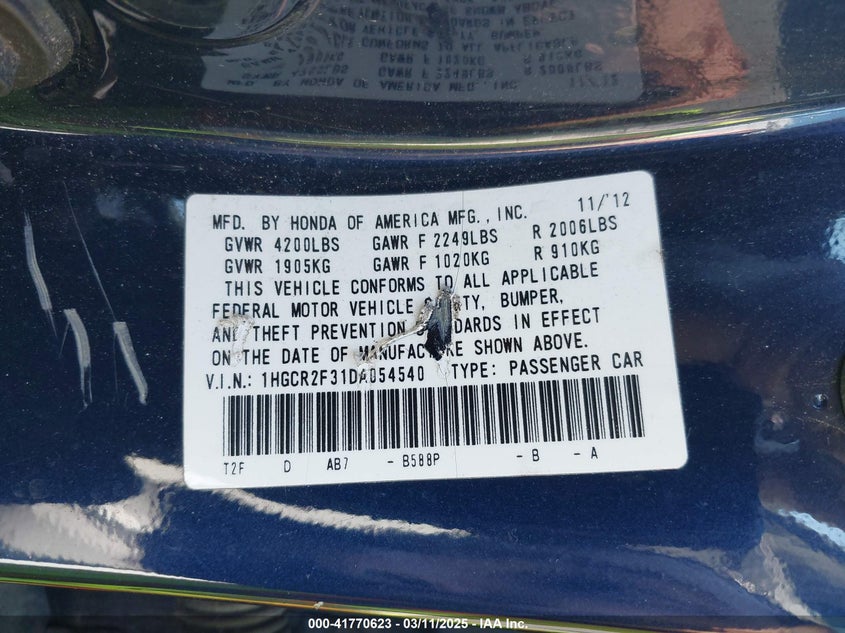 MFD. BY HONDA OF AMERICA MFG., INC. 11/'12
GVWR 4200LBS GAWR F 2249LBS R 2006LBS
GVWR 1905KG GAWR F 1020KG R 910KG
THIS VEHICLE CONFORMS TO ALL APPLICABLE
FEDERAL MOTOR VEHICLE TY, BUMPER,
AND THEFT PREVENTION DARDS IN EFFECT
ON THE DATE OF MANUFACTURE SHOWN ABOVE.
V.I.N.: 1HGCR2F31DA054540 TYPE: PASSENGER CAR
T2F D AB7 - B588P - B - A
000-41770623 - 03/11/2025 - IAA Inc.